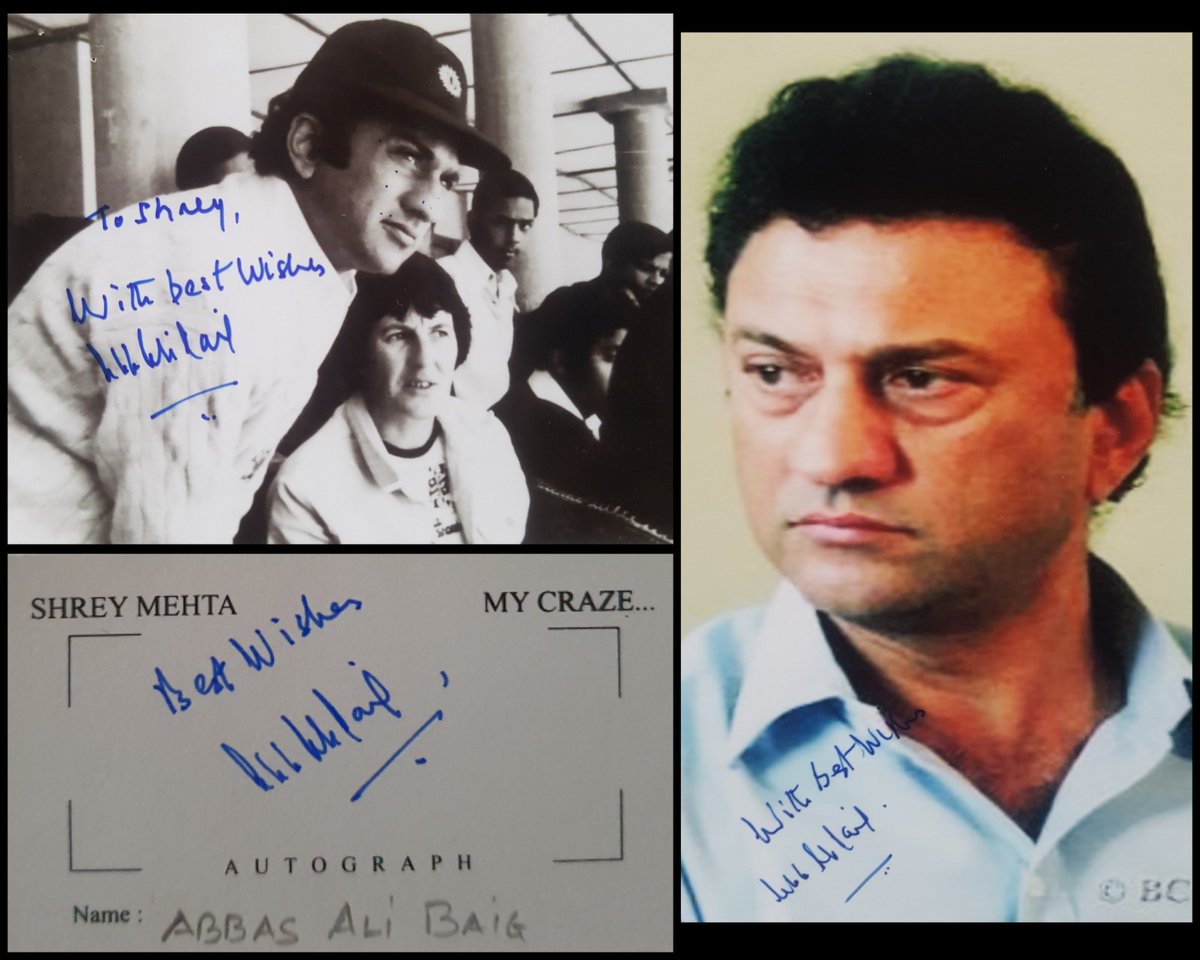 To Shrey,
With best Wishes
SHREY MEHTA
MY CRAZE...
Best Wishes
AUTOGRAPH
Name :
ABBAS ALI BAIG
With best Wishes
© BC